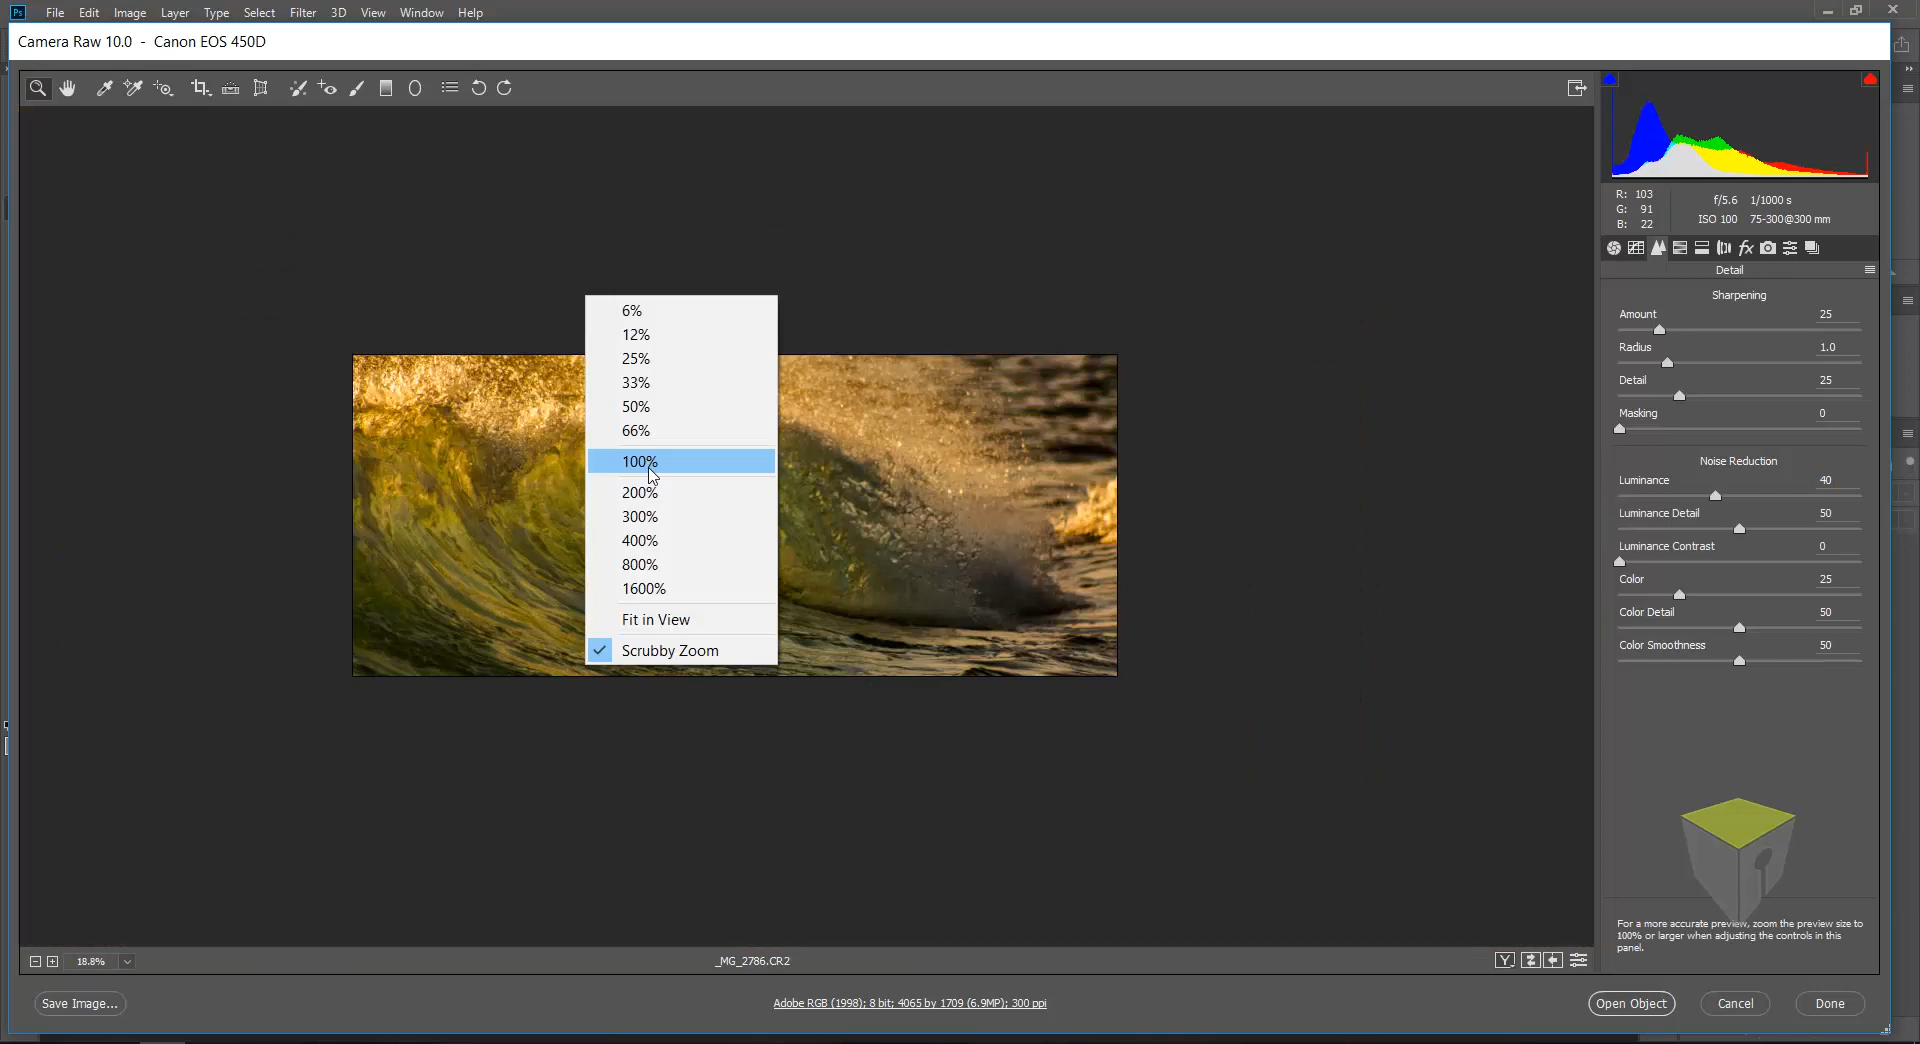 Ps File Edit Image Layer Type Select Filter 3D View Window Help
Camera Raw 10.0 - Canon EOS 450D
R: 103
G: 91
B: 22
f/5.6 1/1000 s
ISO 100 75-300@300 mm
fx
Detail
Sharpening
Amount 25
Radius 1.0
Detail 25
Masking 0
Noise Reduction
Luminance 40
Luminance Detail 50
Luminance Contrast 0
Color 25
Color Detail 50
Color Smoothness 50
For a more accurate preview, zoom the preview size to
100% or larger when adjusting the controls in this
panel.
6%
12%
25%
33%
50%
66%
100%
200%
300%
400%
800%
1600%
Fit in View
Scrubby Zoom
18.8%
_MG_2786.CR2
Y
Save Image...
Adobe RGB (1998); 8 bit; 4065 by 1709 (6.9MP); 300 ppi
Open Object
Cancel
Done